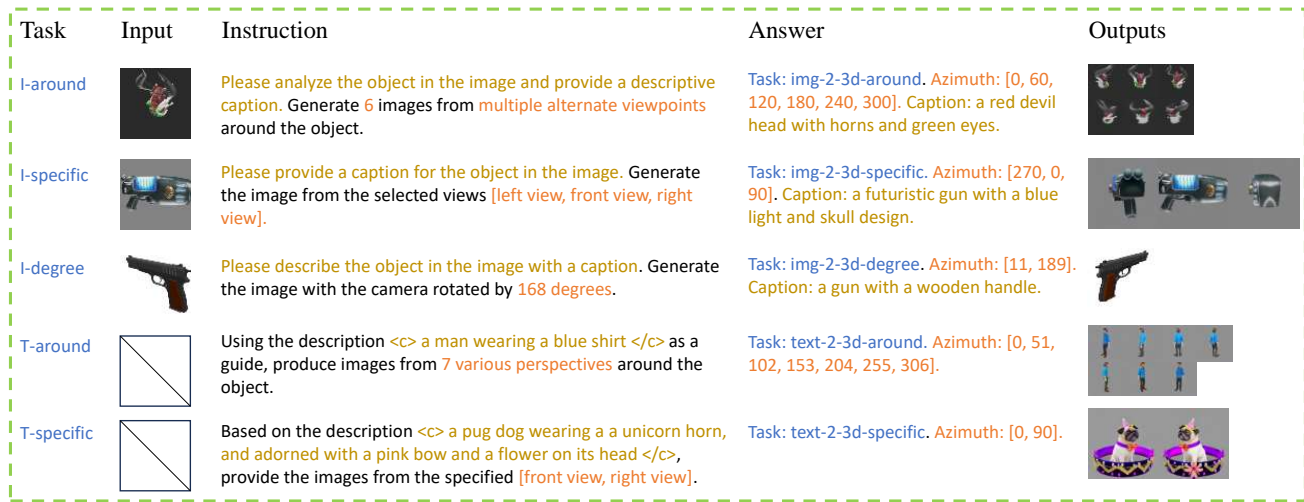 Task Input Instruction Answer Outputs
I-around
Please analyze the object in the image and provide a descriptive
caption. Generate 6 images from multiple alternate viewpoints
around the object.
Task: img-2-3d-around. Azimuth: [0, 60,
120, 180, 240, 300]. Caption: a red devil
head with horns and green eyes.
I-specific
Please provide a caption for the object in the image. Generate
the image from the selected views [left view, front view, right
view].
Task: img-2-3d-specific. Azimuth: [270, 0,
90]. Caption: a futuristic gun with a blue
light and skull design.
I-degree
Please describe the object in the image with a caption. Generate
the image with the camera rotated by 168 degrees.
Task: img-2-3d-degree. Azimuth: [11, 189].
Caption: a gun with a wooden handle.
T-around
Using the description <c> a man wearing a blue shirt </c> as a
guide, produce images from 7 various perspectives around the
object.
Task: text-2-3d-around. Azimuth: [0, 51,
102, 153, 204, 255, 306].
T-specific
Based on the description <c> a pug dog wearing a a unicorn horn,
and adorned with a pink bow and a flower on its head </c>,
provide the images from the specified [front view, right view].
Task: text-2-3d-specific. Azimuth: [0, 90].